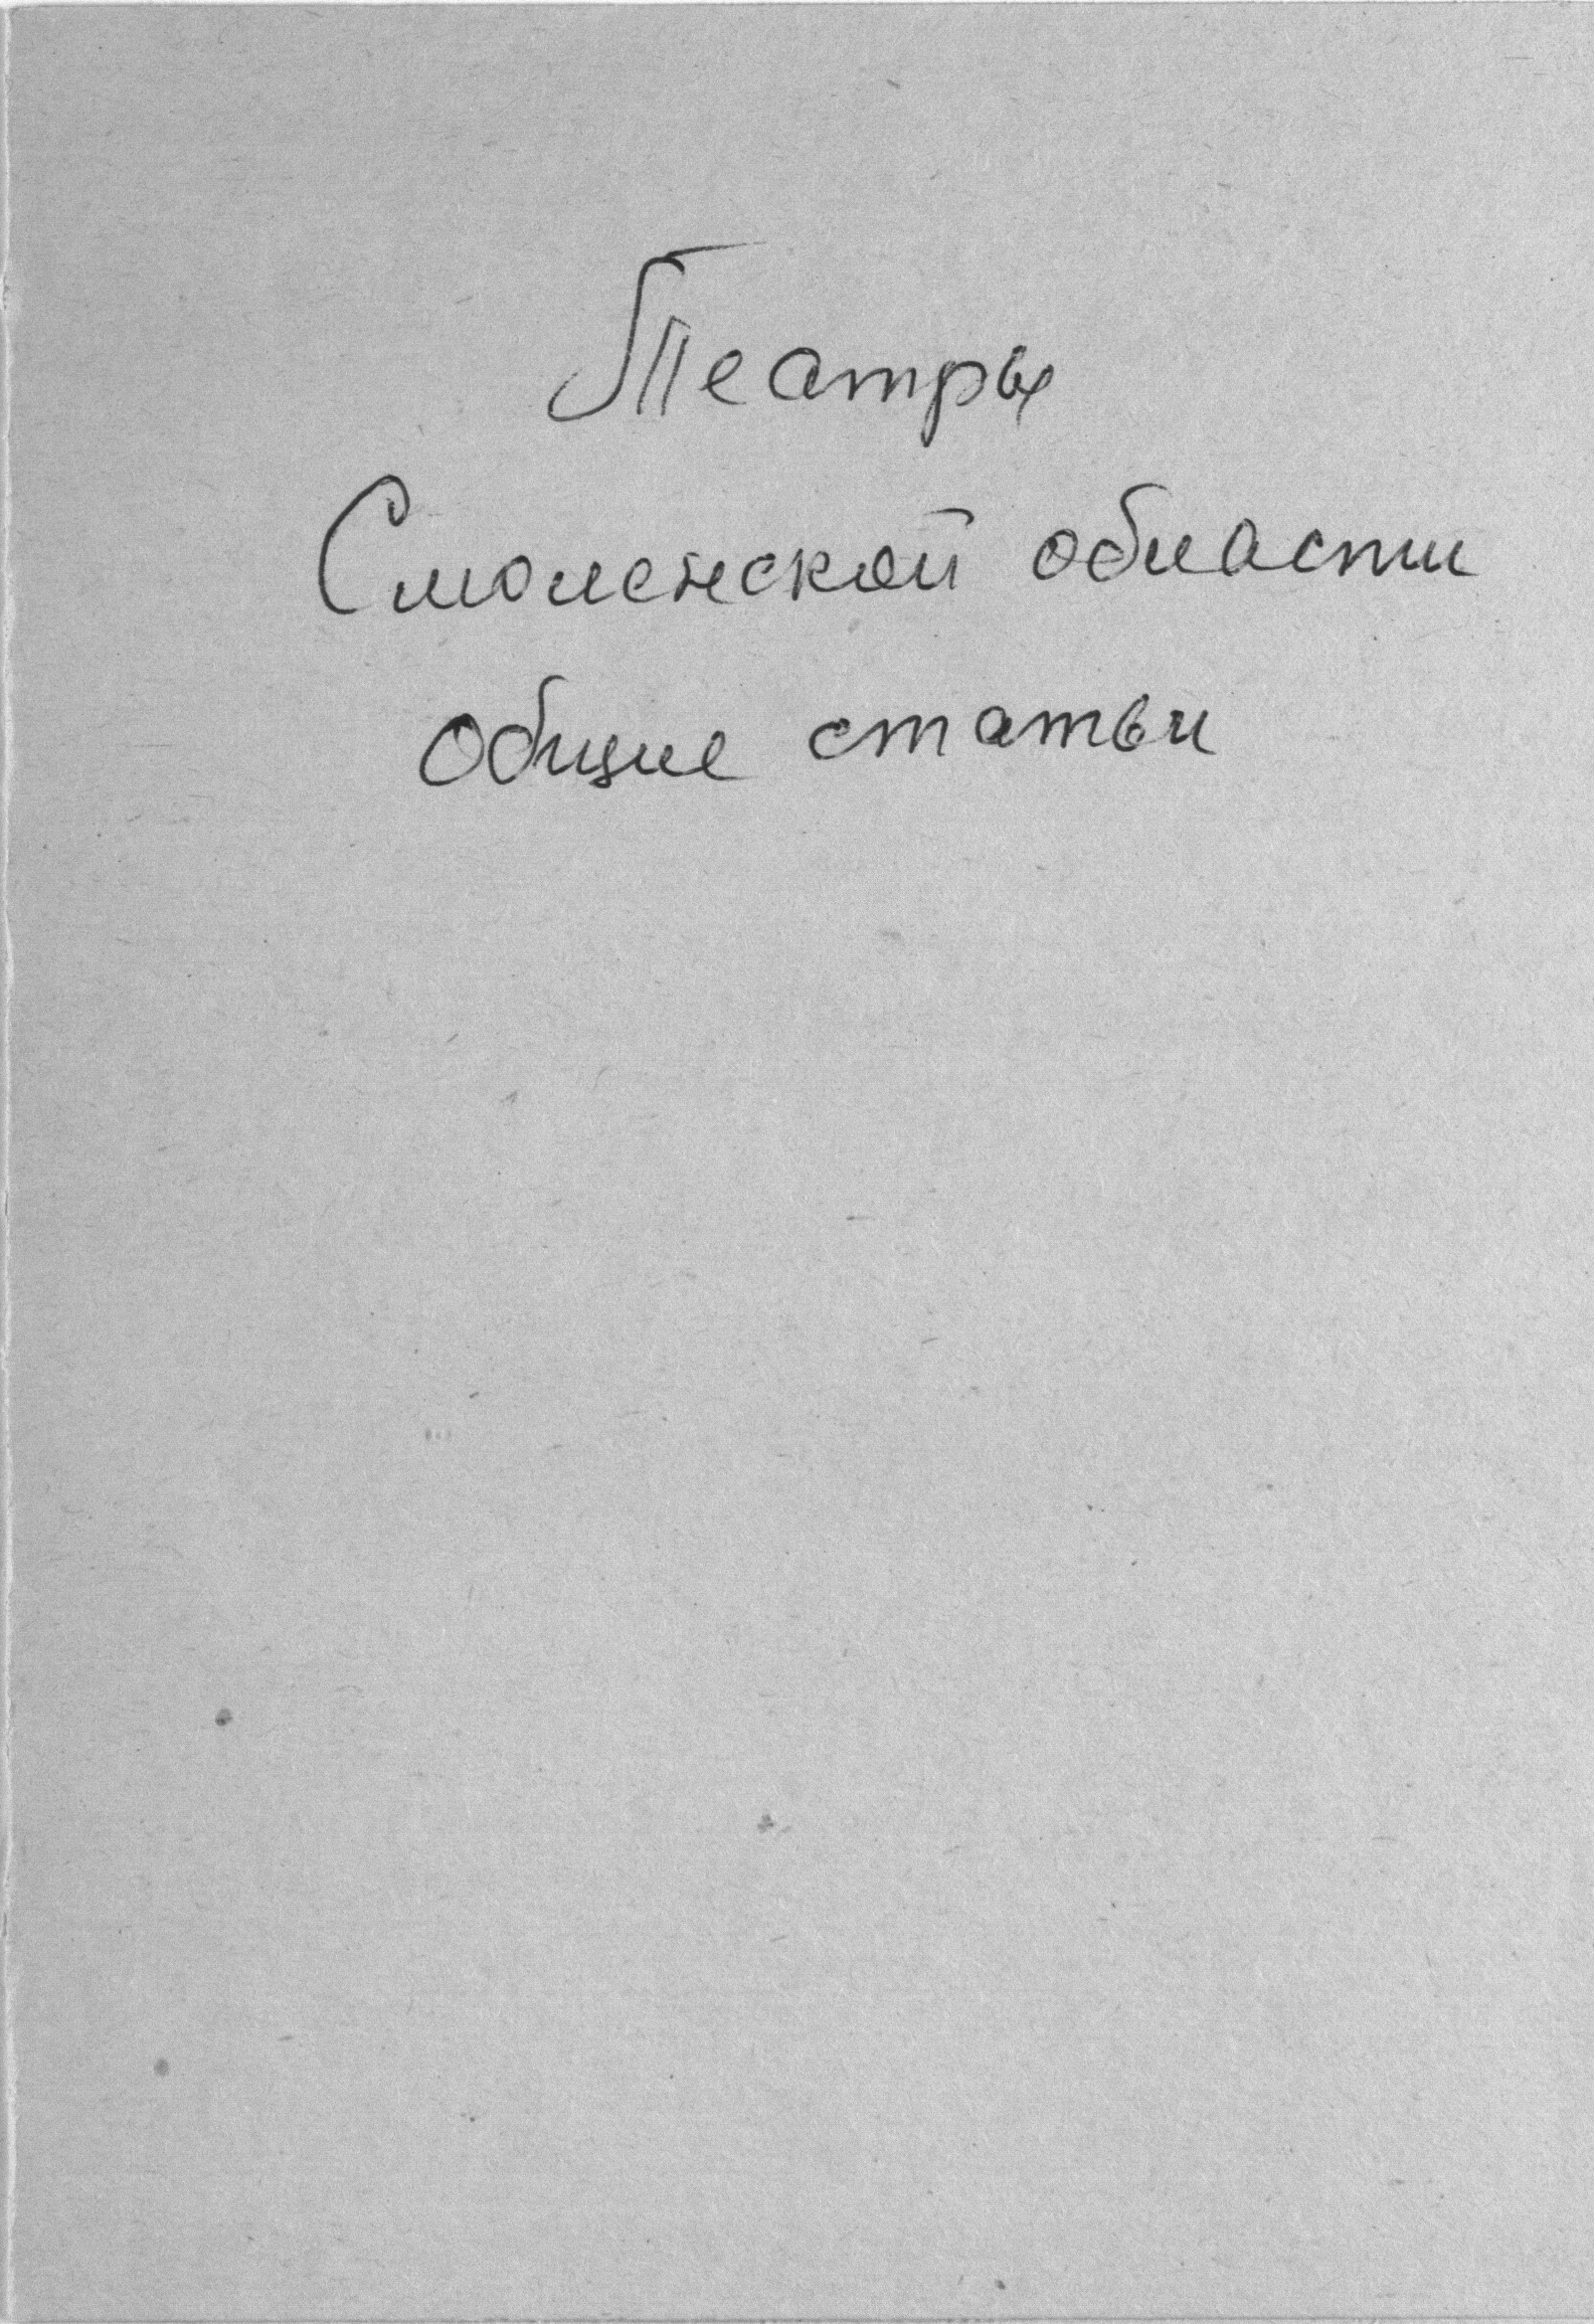 Театры
Смоленской области
общие статьи